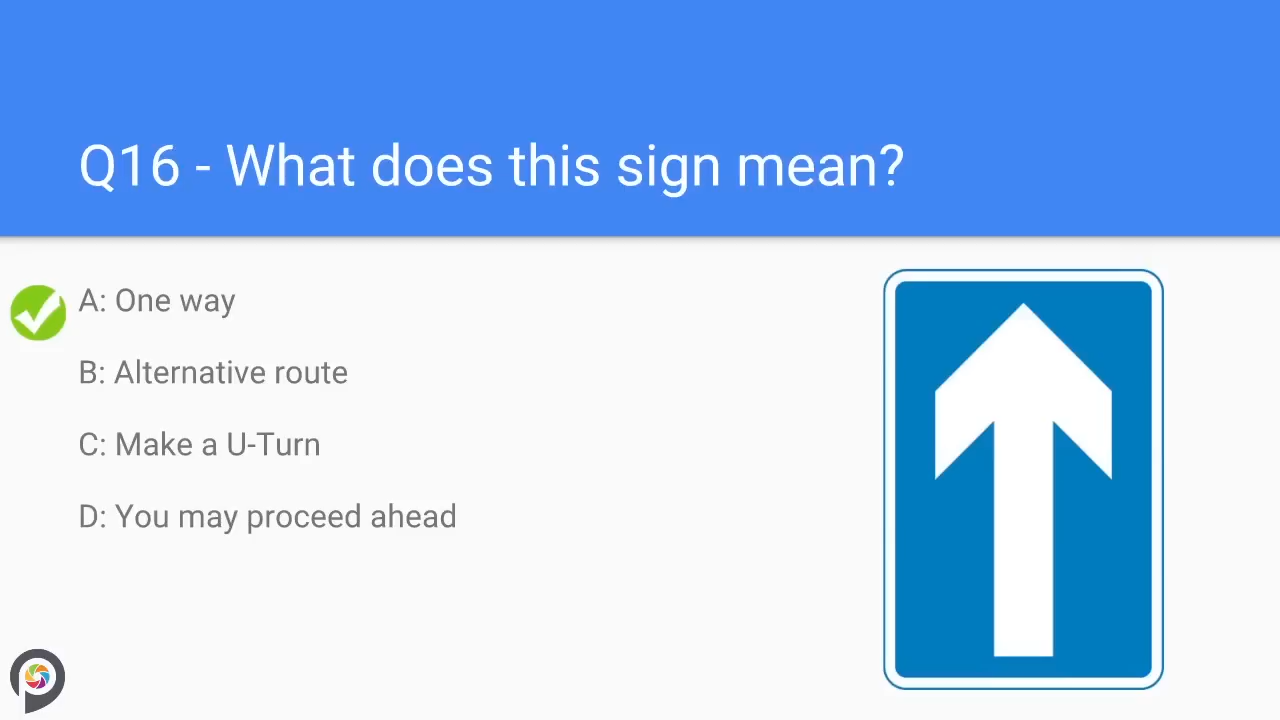 Q16 - What does this sign mean?
A: One way
B: Alternative route
C: Make a U-Turn
D: You may proceed ahead